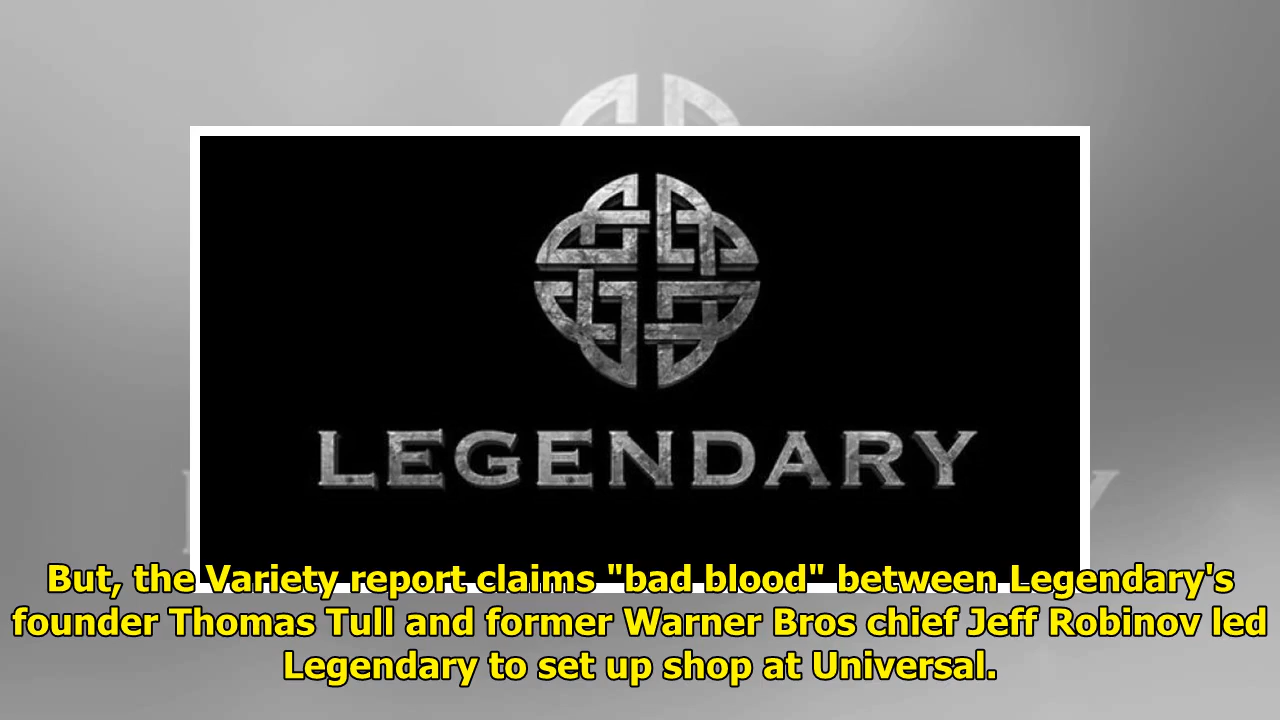 LEGENDARY
But, the Variety report claims "bad blood" between Legendary's
founder Thomas Tull and former Warner Bros chief Jeff Robinov led
Legendary to set up shop at Universal.